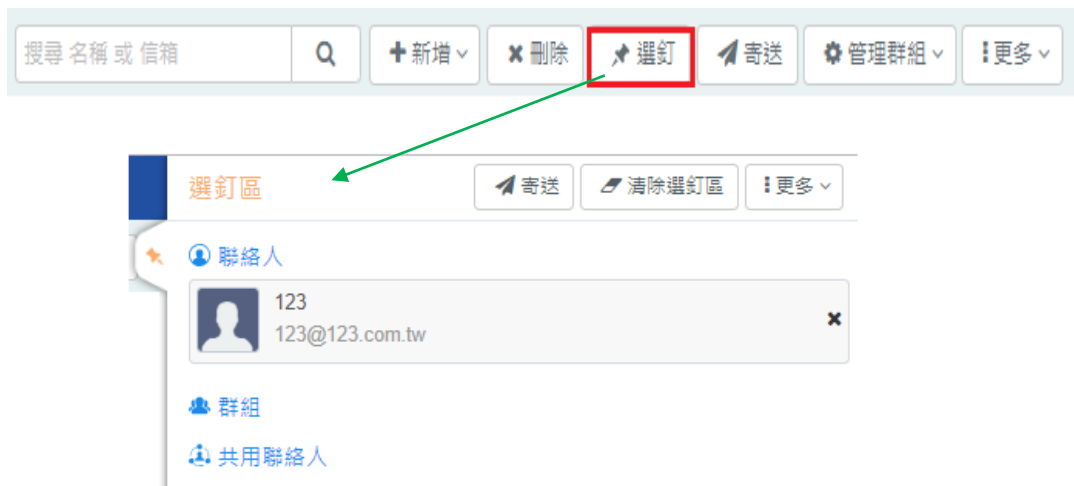 搜尋 名稱 或 信箱 新增 刪除 選釘 寄送 管理群組 更多
選釘區 寄送 清除選釘區 更多
聯絡人
123
123@123.com.tw
群組
共用聯絡人